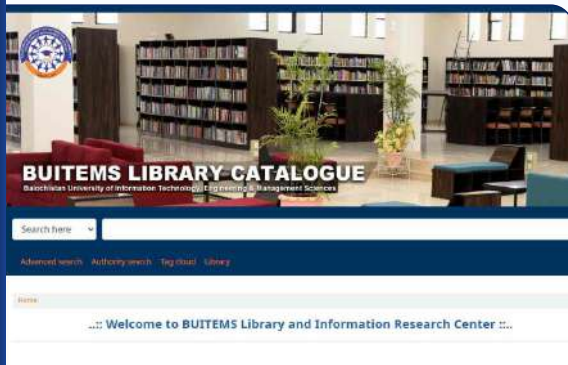 BUITEMS LIBRARY CATALOGUE
Balochistan University of Information Technology, Engineering & Management Sciences
Search here
Advanced search Authority search Tag cloud Library
Home
..:: Welcome to BUITEMS Library and Information Research Center ::..